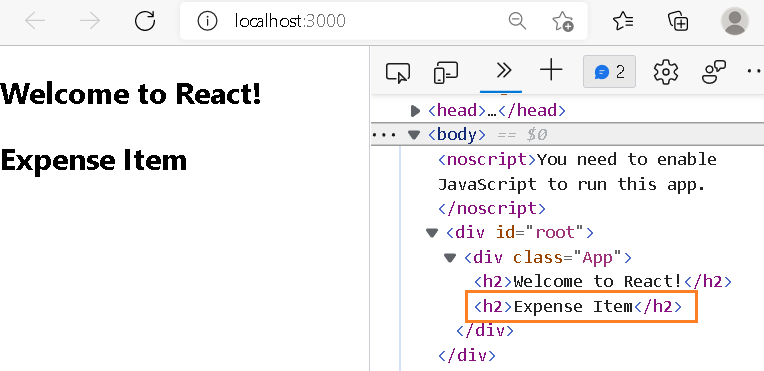 localhost:3000
2
Welcome to React!
Expense Item
<head>…</head>
<body> == $0
<noscript>You need to enable
JavaScript to run this app.
</noscript>
<div id="root">
<div class="App">
<h2>Welcome to React!</h2>
<h2>Expense Item</h2>
</div>
</div>